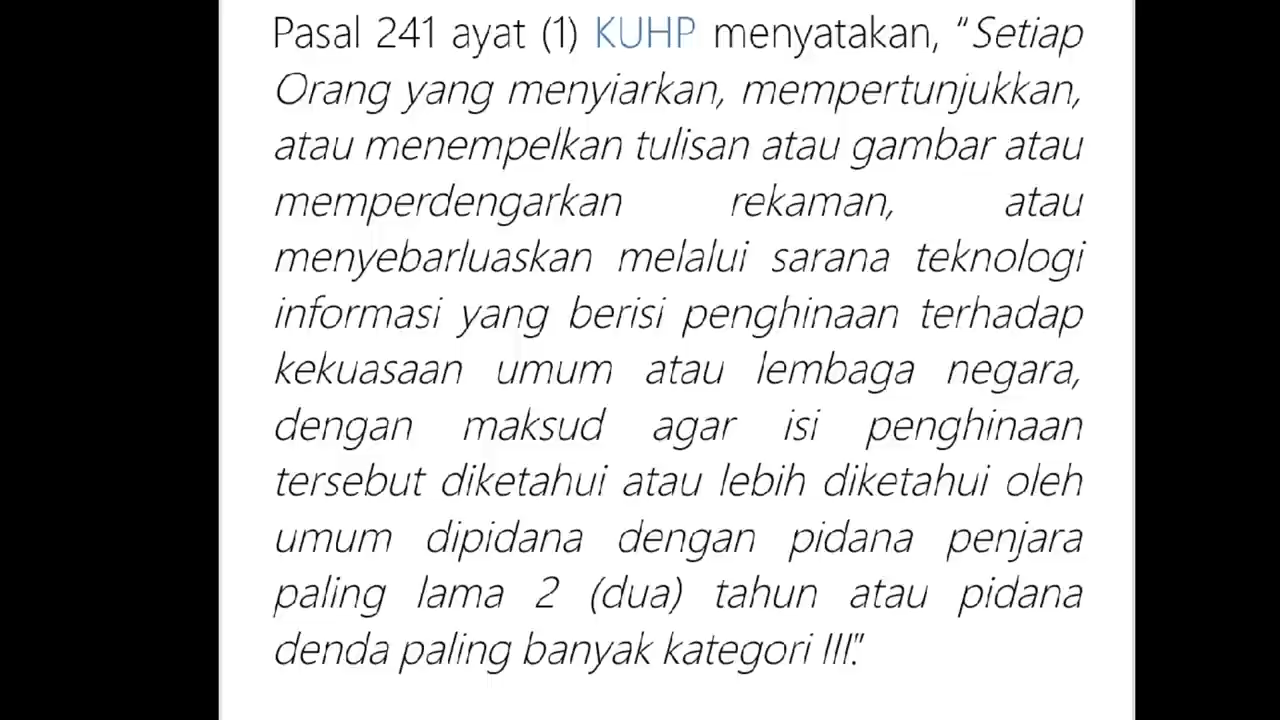 Pasal 241 ayat (1) KUHP menyatakan, “Setiap
Orang yang menyiarkan, mempertunjukkan,
atau menempelkan tulisan atau gambar atau
memperdengarkan rekaman, atau
menyebarluaskan melalui sarana teknologi
informasi yang berisi penghinaan terhadap
kekuasaan umum atau lembaga negara,
dengan maksud agar isi penghinaan
tersebut diketahui atau lebih diketahui oleh
umum dipidana dengan pidana penjara
paling lama 2 (dua) tahun atau pidana
denda paling banyak kategori III.”